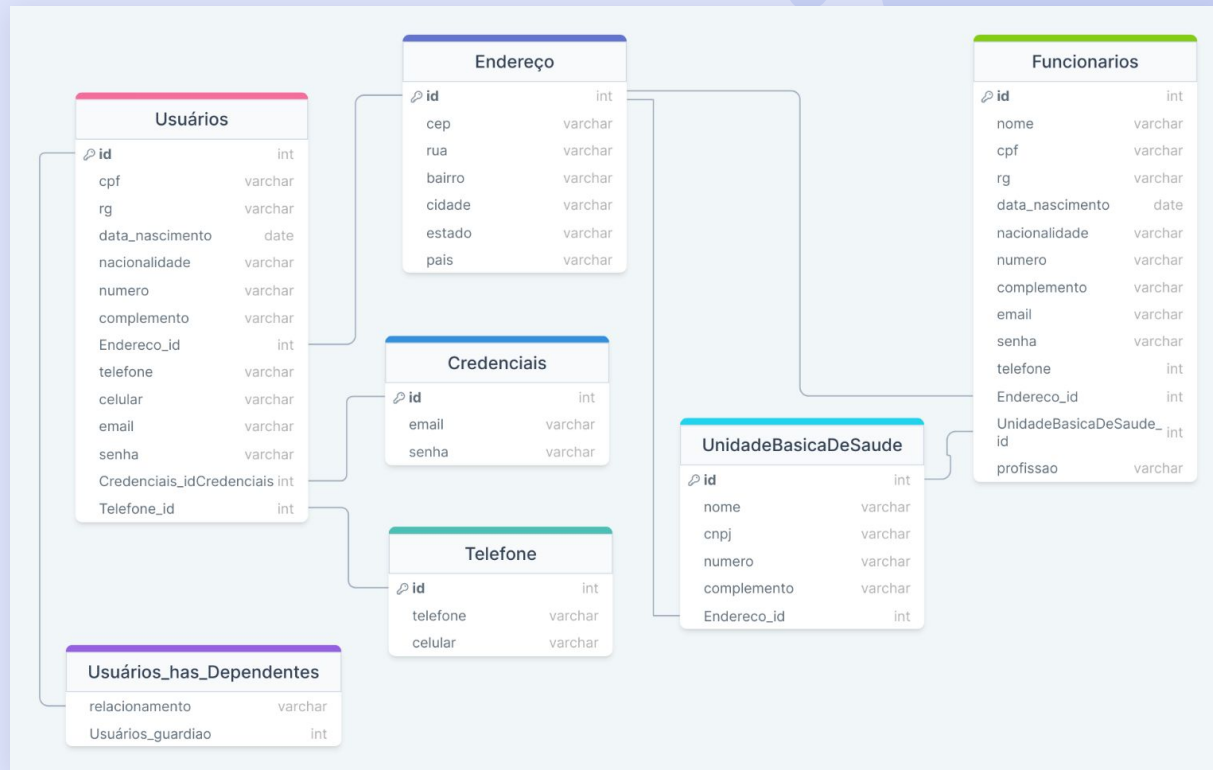 Usuários
id int
cpf varchar
rg varchar
data_nascimento date
nacionalidade varchar
numero varchar
complemento varchar
Endereco_id int
telefone varchar
celular varchar
email varchar
senha varchar
Credenciais_idCredenciais int
Telefone_id int
Endereço
id int
cep varchar
rua varchar
bairro varchar
cidade varchar
estado varchar
pais varchar
Credenciais
id int
email varchar
senha varchar
Telefone
id int
telefone varchar
celular varchar
Usuários_has_Dependentes
relacionamento varchar
Usuários_guardiao int
UnidadeBasicaDeSaude
id int
nome varchar
cnpj varchar
numero varchar
complemento varchar
Endereco_id int
Funcionarios
id int
nome varchar
cpf varchar
rg varchar
data_nascimento date
nacionalidade varchar
numero varchar
complemento varchar
email varchar
senha varchar
telefone int
Endereco_id int
UnidadeBasicaDeSaude_ int
id
profissao varchar